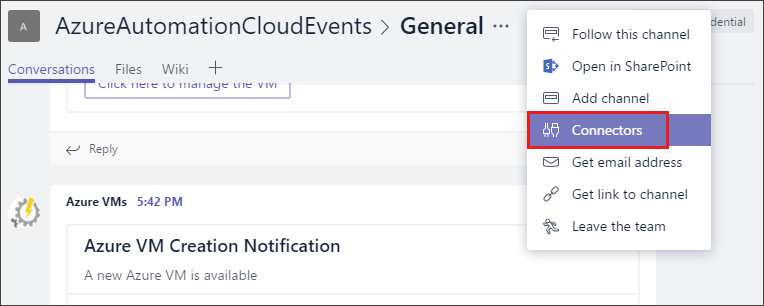 A
AzureAutomationCloudEvents > General ...
Conversations Files Wiki +
Click here to manage the VM
Reply
Azure VMs 5:42 PM
Azure VM Creation Notification
A new Azure VM is available
Follow this channel
Open in SharePoint
Add channel
Connectors
Get email address
Get link to channel
Leave the team